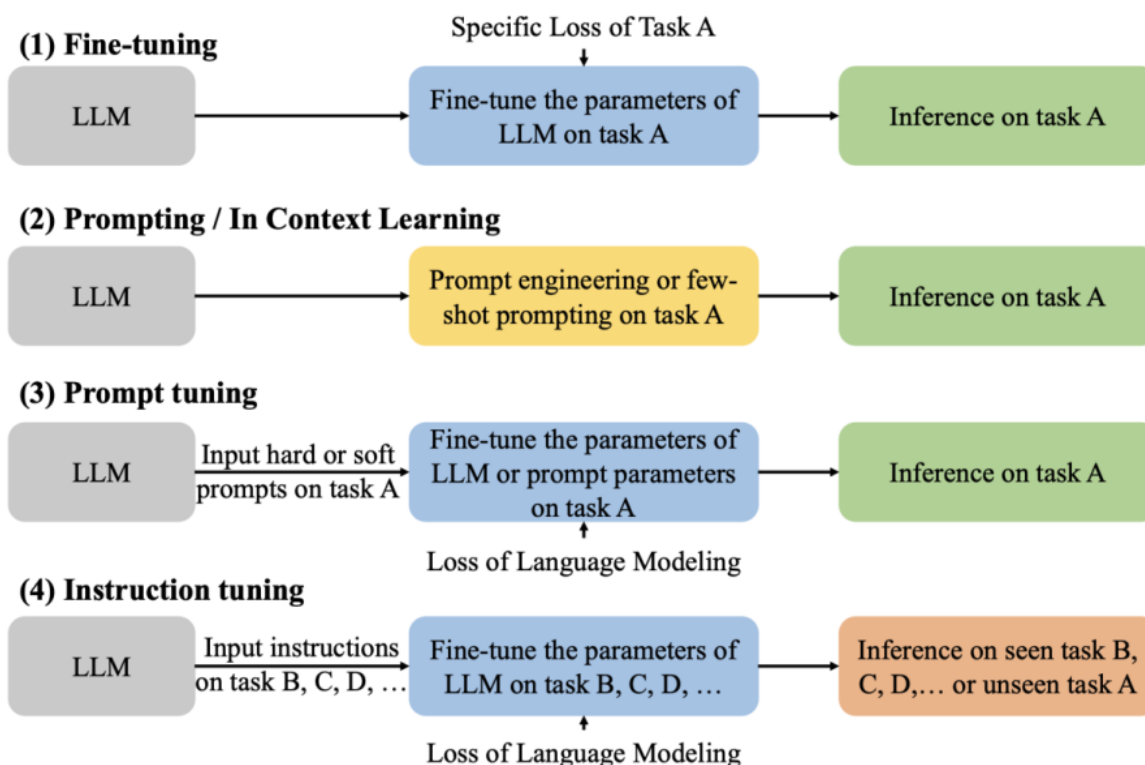 Specific Loss of Task A
(1) Fine-tuning
LLM
Fine-tune the parameters of
LLM on task A
Inference on task A
(2) Prompting / In Context Learning
LLM
Prompt engineering or few-
shot prompting on task A
Inference on task A
(3) Prompt tuning
LLM
Input hard or soft
prompts on task A
Fine-tune the parameters of
LLM or prompt parameters
on task A
Inference on task A
Loss of Language Modeling
(4) Instruction tuning
LLM
Input instructions
on task B, C, D, …
Fine-tune the parameters of
LLM on task B, C, D, …
Inference on seen task B,
C, D,… or unseen task A
Loss of Language Modeling